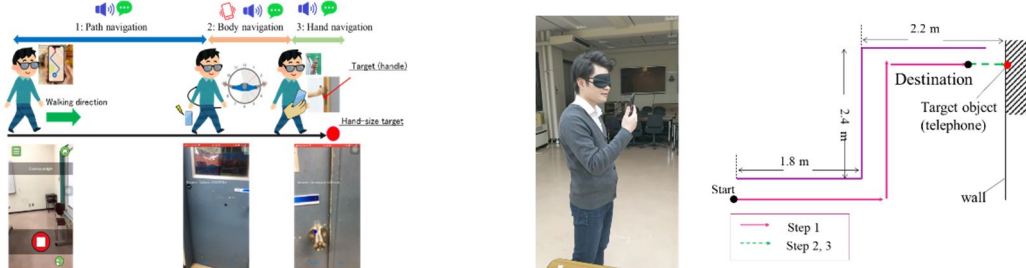 1: Path navigation
2: Body navigation
3: Hand navigation
Target (handle)
Walking direction
Hand-size target
2.2 m
Destination
Target object
(telephone)
2.4 m
1.8 m
Start
wall
Step 1
Step 2, 3